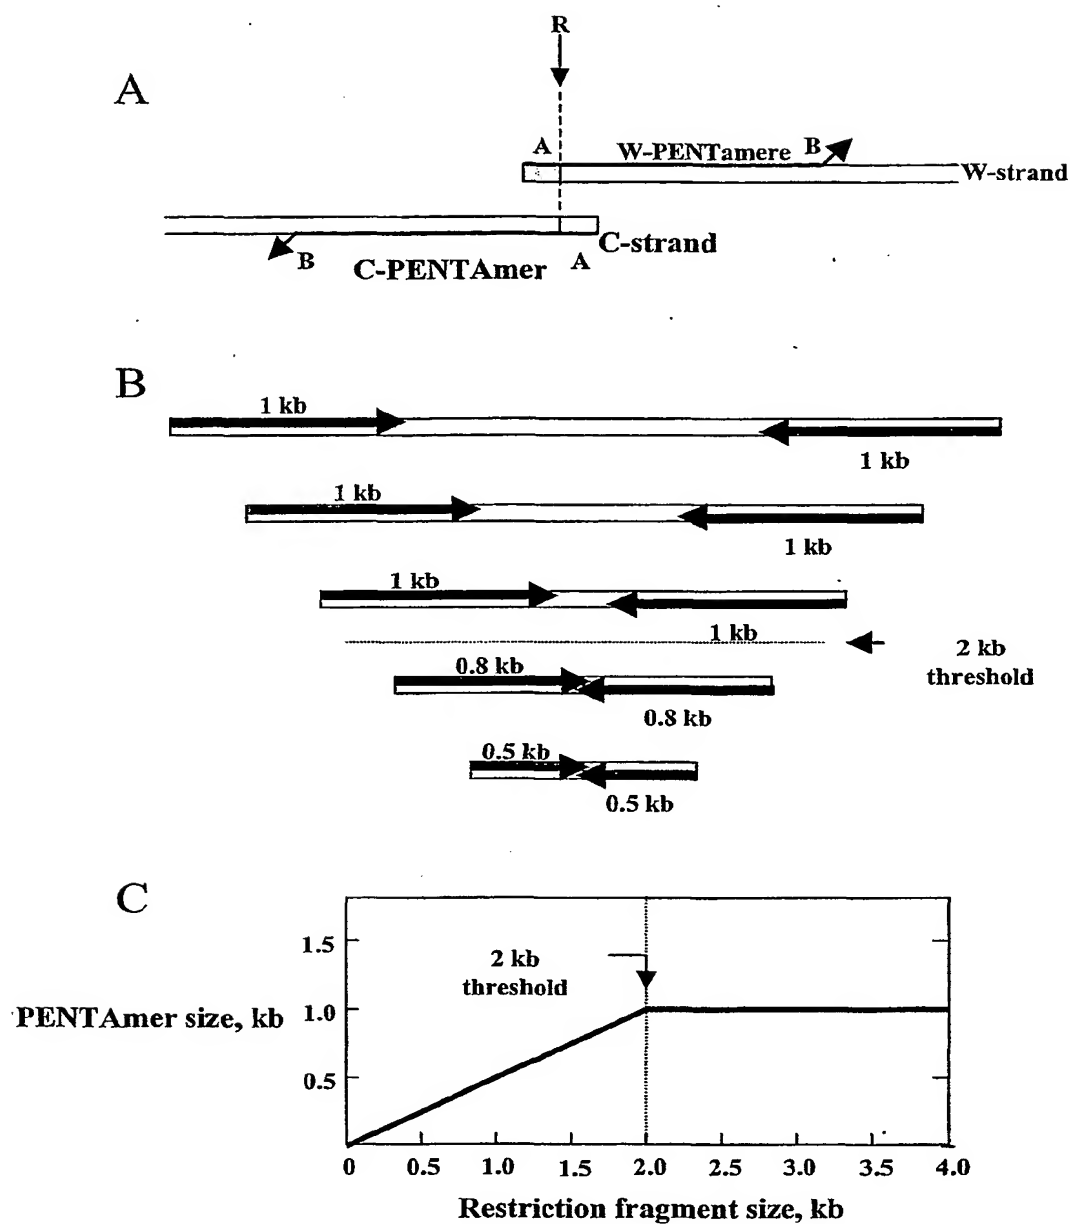 R
A
A
W-PENTamere
B
W-strand
C-strand
B
C-PENTAmer
A
B
1 kb
1 kb
1 kb
1 kb
1 kb
1 kb
2 kb
threshold
0.8 kb
0.8 kb
0.5 kb
0.5 kb
C
1.5
2 kb
threshold
PENTAmer size, kb
1.0
0.5
0 0.5 1.0 1.5 2.0 2.5 3.0 3.5 4.0
Restriction fragment size, kb